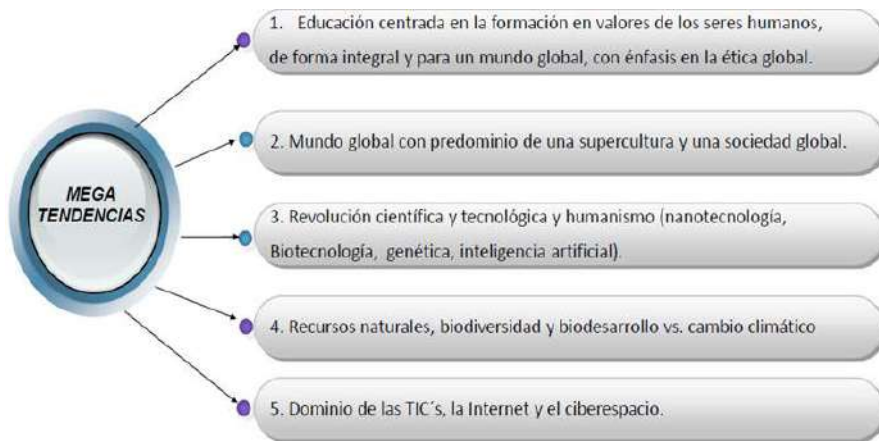 MEGA
TENDENCIAS
1. Educación centrada en la formación en valores de los seres humanos,
de forma integral y para un mundo global, con énfasis en la ética global.
2. Mundo global con predominio de una supercultura y una sociedad global.
3. Revolución científica y tecnológica y humanismo (nanotecnología,
Biotecnología, genética, inteligencia artificial).
4. Recursos naturales, biodiversidad y biodesarrollo vs. cambio climático
5. Dominio de las TIC´s, la Internet y el ciberespacio.